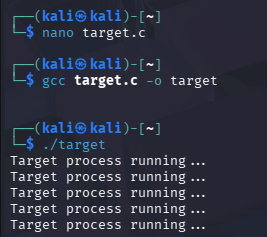 ┌──(kali㉿kali)-[~]
└─$ nano target.c
┌──(kali㉿kali)-[~]
└─$ gcc target.c -o target
┌──(kali㉿kali)-[~]
└─$ ./target
Target process running...
Target process running...
Target process running...
Target process running...
Target process running...